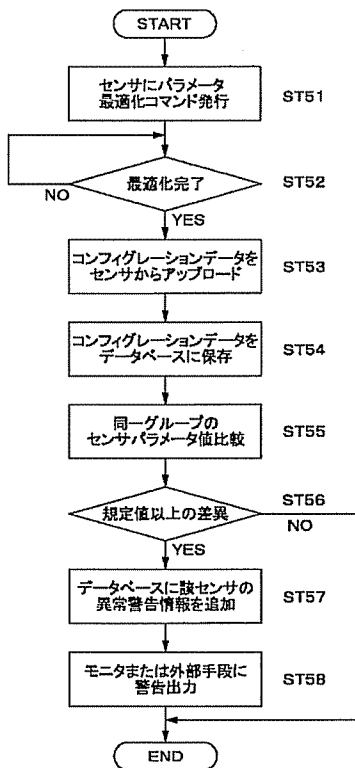 START
センサにパラメータ
最適化コマンド発行
ST51
最適化完了
ST52
NO
YES
コンフィグレーションデータを
センサからアップロード
ST53
コンフィグレーションデータを
データベースに保存
ST54
同一グループの
センサパラメータ値比較
ST55
規定値以上の差異
ST56
NO
YES
データベースに該センサの
異常警告情報を追加
ST57
モニタまたは外部手段に
警告出力
ST58
END